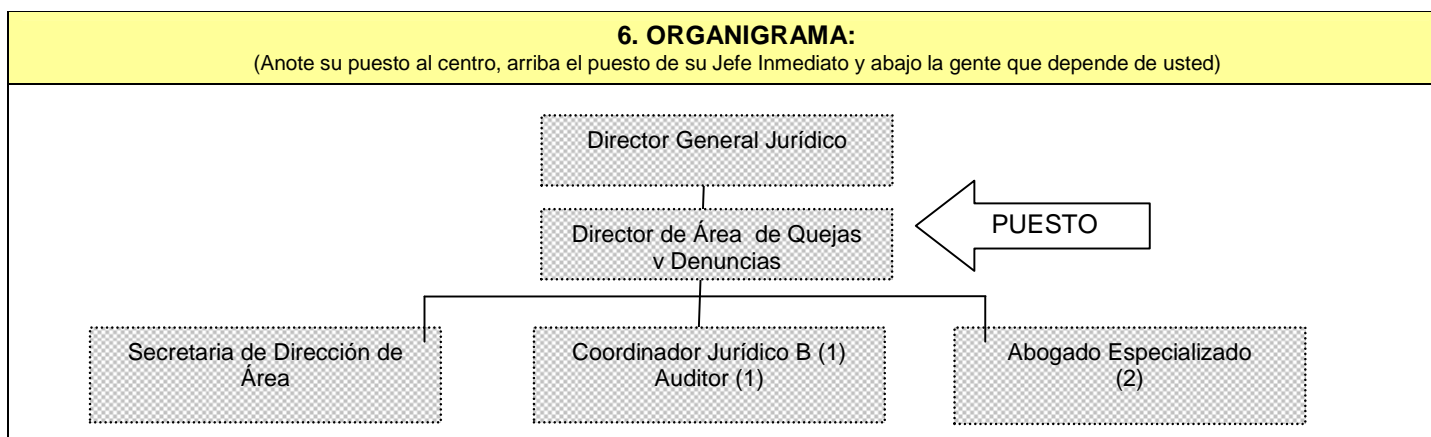 6. ORGANIGRAMA:
(Anote su puesto al centro, arriba el puesto de su Jefe Inmediato y abajo la gente que depende de usted)
Director General Jurídico
Director de Área de Quejas
y Denuncias
PUESTO
Secretaria de Dirección de
Área
Coordinador Jurídico B (1)
Auditor (1)
Abogado Especializado
(2)